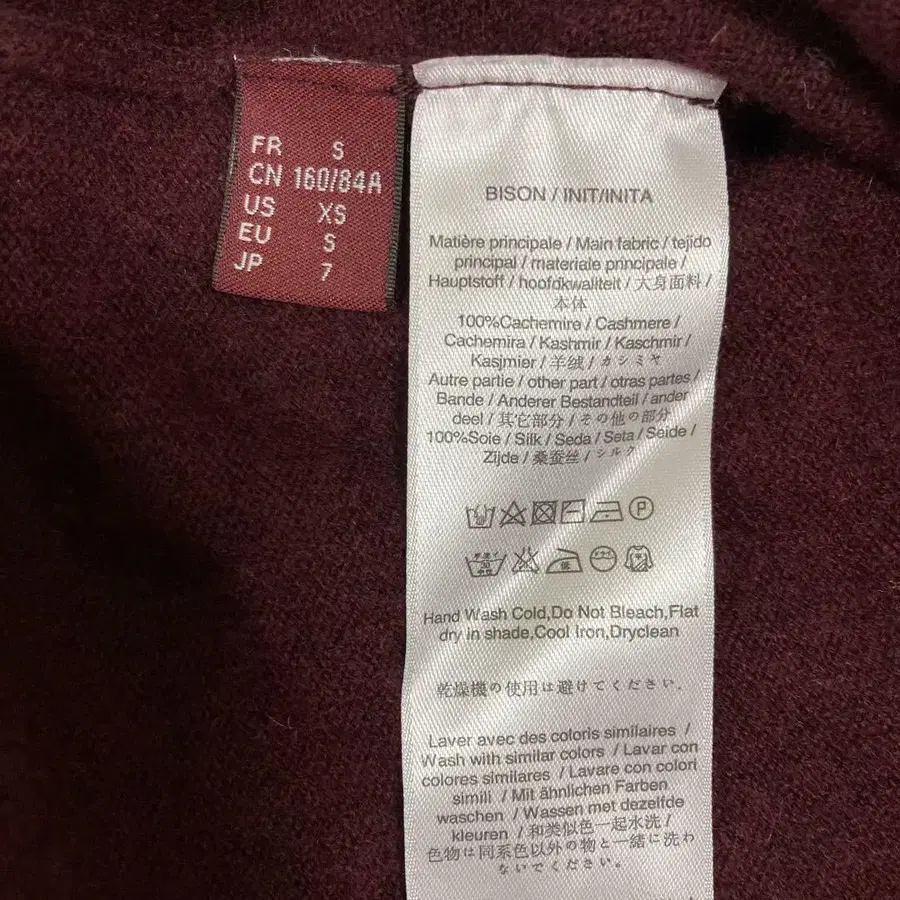 FR S
CN 160/84A
US XS
EU S
JP 7
BISON / INIT/INITA
Matière principale / Main fabric / tejido
principal / materiale principale /
Hauptstoff / hoofdkwaliteit / 大身面料 /
本体
100%Cachemire / Cashmere /
Cachemira / Kashmir / Kaschmir /
Kasjmier / 羊绒 / カシミヤ
Autre partie / other part / otras partes /
Bande / Anderer Bestandteil / ander
deel / 其它部分 / その他の部分
100%Soie / Silk / Seda / Seta / Seide /
Zijde / 桑蚕丝 / シルク
P
30
低
ドライ
Hand Wash Cold,Do Not Bleach,Flat
dry in shade,Cool Iron,Dryclean
乾燥機の使用は避けてください.
Laver avec des coloris similaires /
Wash with similar colors / Lavar con
colores similares / Lavare con colori
simili / Mit ähnlichen Farben
waschen / Wassen met dezelfde
kleuren / 和类似色一起水洗 /
色物は同系色以外の物と一緒に洗わ
ないでください.